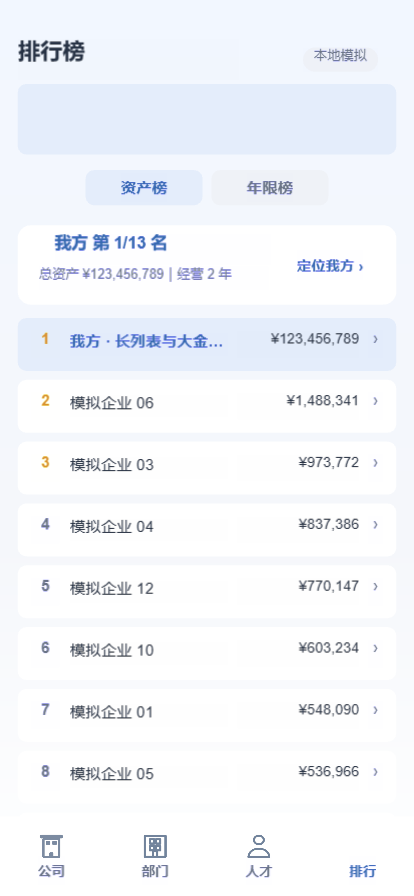 排行榜
本地模拟
资产榜
年限榜
我方 第 1/13 名
总资产 ¥123,456,789 | 经营 2 年
定位我方 ›
1 我方 · 长列表与大金... ¥123,456,789 ›
2 模拟企业 06 ¥1,488,341 ›
3 模拟企业 03 ¥973,772 ›
4 模拟企业 04 ¥837,386 ›
5 模拟企业 12 ¥770,147 ›
6 模拟企业 10 ¥603,234 ›
7 模拟企业 01 ¥548,090 ›
8 模拟企业 05 ¥536,966 ›
公司 部门 人才 排行